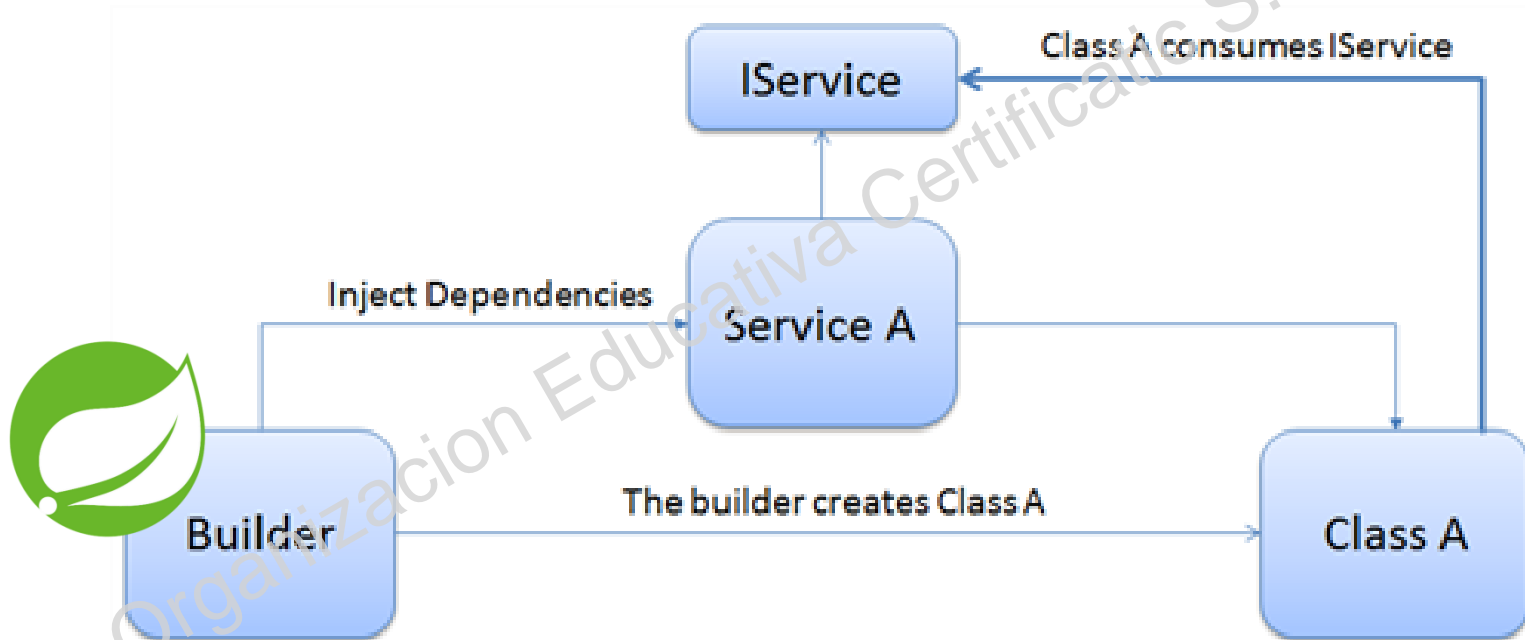 IService
Class A consumes IService
Inject Dependencies
Service A
The builder creates Class A
Builder
Class A
Organizacion Educativa Certificatic S.